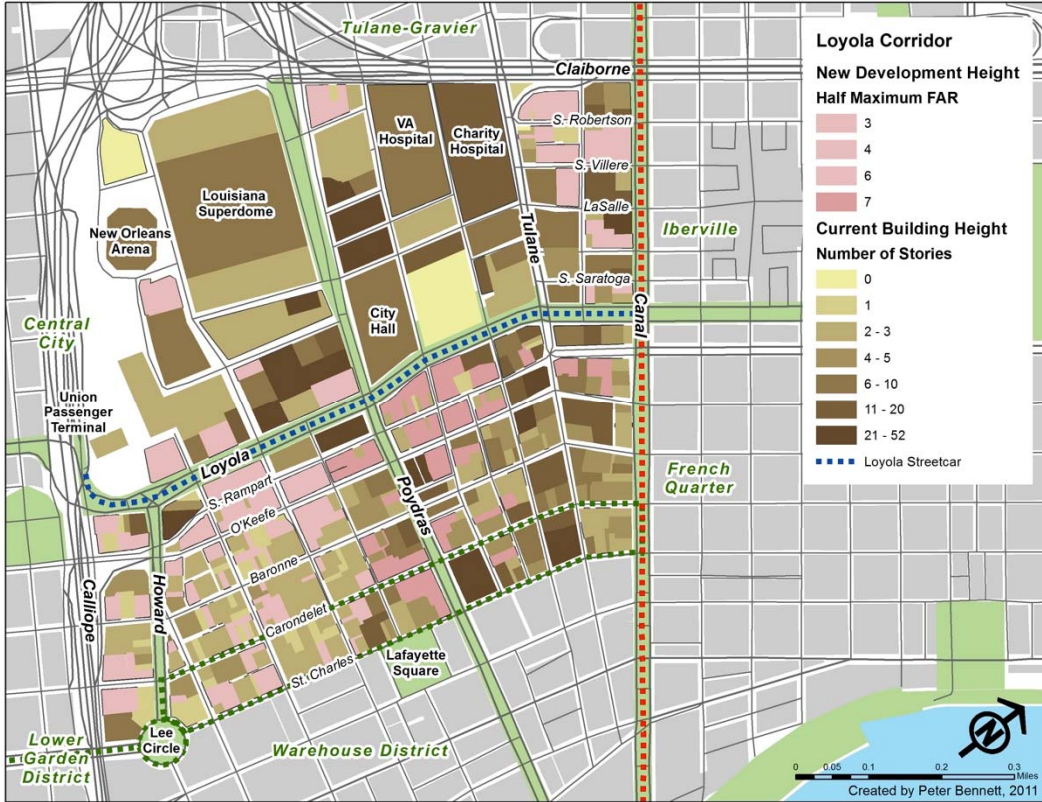 Tulane-Gravier
Claiborne
S. Robertson
VA
Hospital
Charity
Hospital
S. Villere
Louisiana
Superdome
LaSalle
Tulane
Iberville
New Orleans
Arena
S. Saratoga
Canal
City
Hall
Central
City
Union
Passenger
Terminal
Loyola
S. Rampart
O'Keefe
Poydras
French
Quarter
Baronne
Calliope
Howard
Carondelet
St. Charles
Lafayette
Square
Lee
Circle
Warehouse District
Lower
Garden
District
Loyola Corridor
New Development Height
Half Maximum FAR
3
4
6
7
Current Building Height
Number of Stories
0
1
2 - 3
4 - 5
6 - 10
11 - 20
21 - 52
Loyola Streetcar
N
0 0.05 0.1 0.2 0.3
Miles
Created by Peter Bennett, 2011